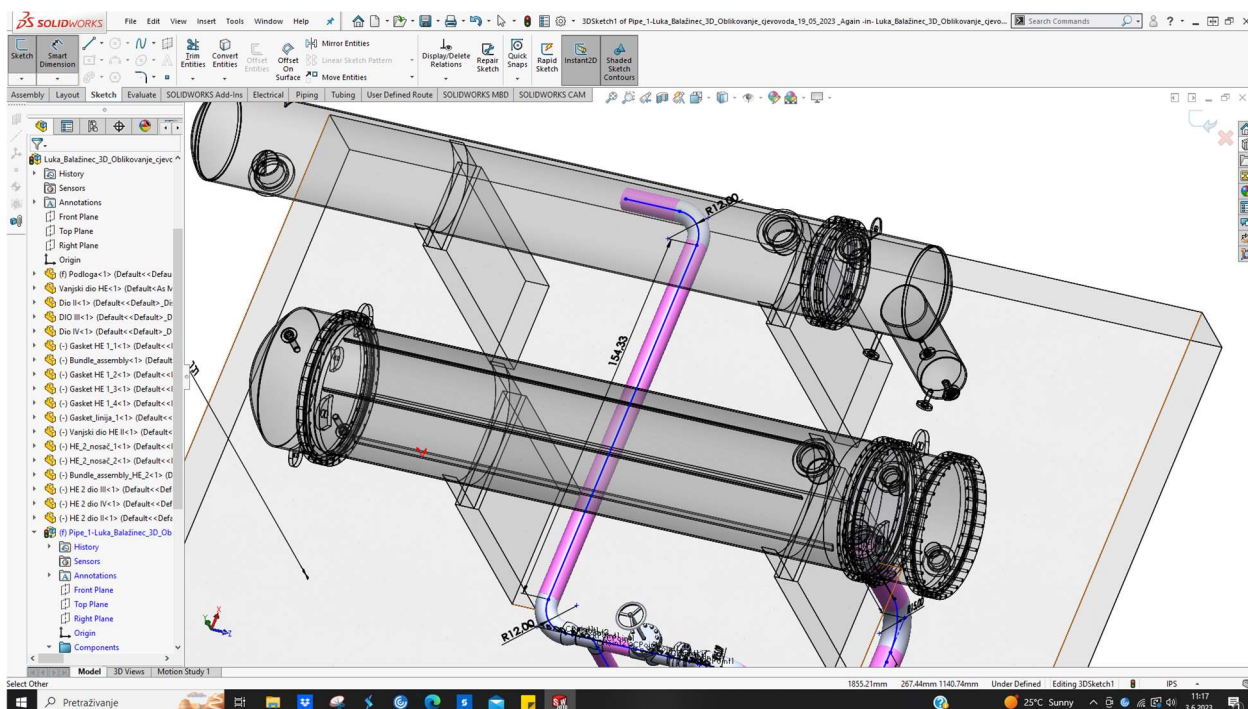 SOLIDWORKS File Edit View Insert Tools Window Help 3DSketch1 of Pipe_1-Luka_Balažinec_3D_Oblikovanje_cjevovoda_19_05_2023 _Again -in- Luka_Balažinec_3D_Oblikovanje_cjevo... Search Commands
Sketch Smart Dimension Trim Entities Convert Entities Offset Entities Offset On Surface Mirror Entities Linear Sketch Pattern Move Entities Display/Delete Relations Repair Sketch Quick Snaps Rapid Sketch Instant2D Shaded Sketch Contours
Assembly Layout Sketch Evaluate SOLIDWORKS Add-Ins Electrical Piping Tubing User Defined Route SOLIDWORKS MBD SOLIDWORKS CAM
Luka_Balažinec_3D_Oblikovanje_cjevc
History
Sensors
Annotations
Front Plane
Top Plane
Right Plane
Origin
(f) Podloga<1> (Default<<Defau
Vanjski dio HE<1> (Default<As M
Dio II<1> (Default<<Default>_Di
DIO III<1> (Default<<Default>_D
Dio IV<1> (Default<<Default>_D
(-) Gasket HE 1_1<1> (Default<<
(-) Bundle_assembly<1> (Default
(-) Gasket HE 1_2<1> (Default<<
(-) Gasket HE 1_3<1> (Default<<
(-) Gasket HE 1_4<1> (Default<<
(-) Gasket_linija_1<1> (Default<<
(-) Vanjski dio HE II<1> (Default<
(-) HE_2_nosač_1<1> (Default<<
(-) HE_2_nosač_2<1> (Default<<
(-) Bundle_assembly_HE_2<1> (D
(-) HE 2 dio III<1> (Default<<Def
(-) HE 2 dio IV<1> (Default<<Def
(-) HE 2 dio II<1> (Default<<Defa
(f) Pipe_1-Luka_Balažinec_3D_Ob
History
Sensors
Annotations
Front Plane
Top Plane
Right Plane
Origin
Components
R12.00
154.33
R12.00
Model 3D Views Motion Study 1
Select Other 1855.21mm 267.44mm 1140.74mm Under Defined Editing 3DSketch1 IPS
Pretraživanje 25°C Sunny 11:17
3.6.2023.